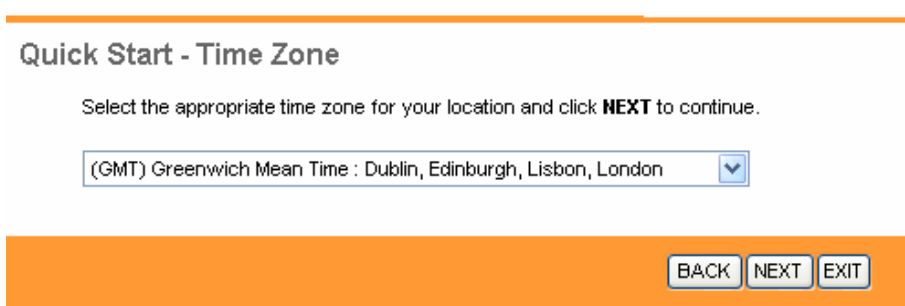 Quick Start - Time Zone
Select the appropriate time zone for your location and click NEXT to continue.
(GMT) Greenwich Mean Time : Dublin, Edinburgh, Lisbon, London
BACK NEXT EXIT